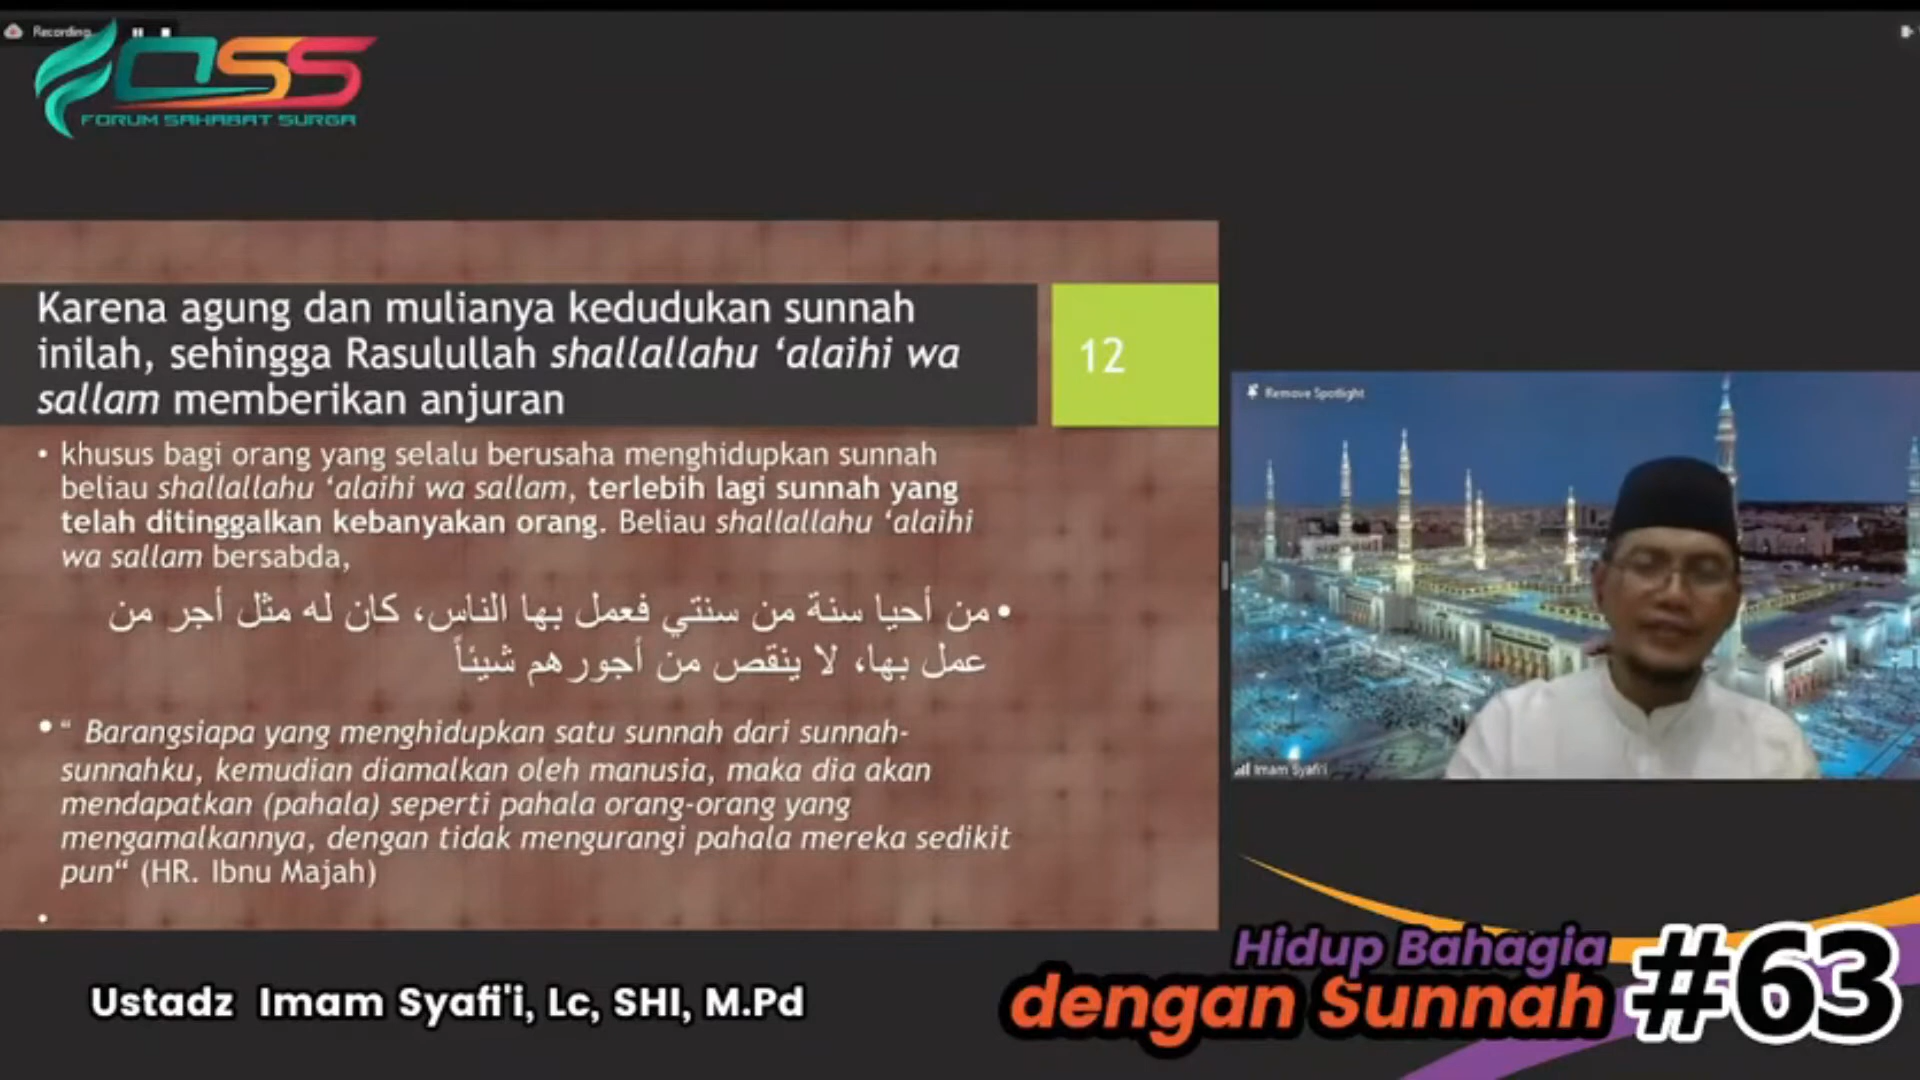 Recording
FOSS
FORUM SAHABAT SURGA
Karena agung dan mulianya kedudukan sunnah
inilah, sehingga Rasulullah shallallahu ‘alaihi wa
sallam memberikan anjuran
12
• khusus bagi orang yang selalu berusaha menghidupkan sunnah
beliau shallallahu ‘alaihi wa sallam, terlebih lagi sunnah yang
telah ditinggalkan kebanyakan orang. Beliau shallallahu ‘alaihi
wa sallam bersabda,
• من أحيا سنة من سنتي فعمل بها الناس، كان له مثل أجر من
عمل بها، لا ينقص من أجورهم شيئاً
• “ Barangsiapa yang menghidupkan satu sunnah dari sunnah-
sunnahku, kemudian diamalkan oleh manusia, maka dia akan
mendapatkan (pahala) seperti pahala orang-orang yang
mengamalkannya, dengan tidak mengurangi pahala mereka sedikit
pun“ (HR. Ibnu Majah)
•
Remove Spotlight
Imam Syafi'i
Ustadz Imam Syafi'i, Lc, SHI, M.Pd
Hidup Bahagia
dengan Sunnah
#63